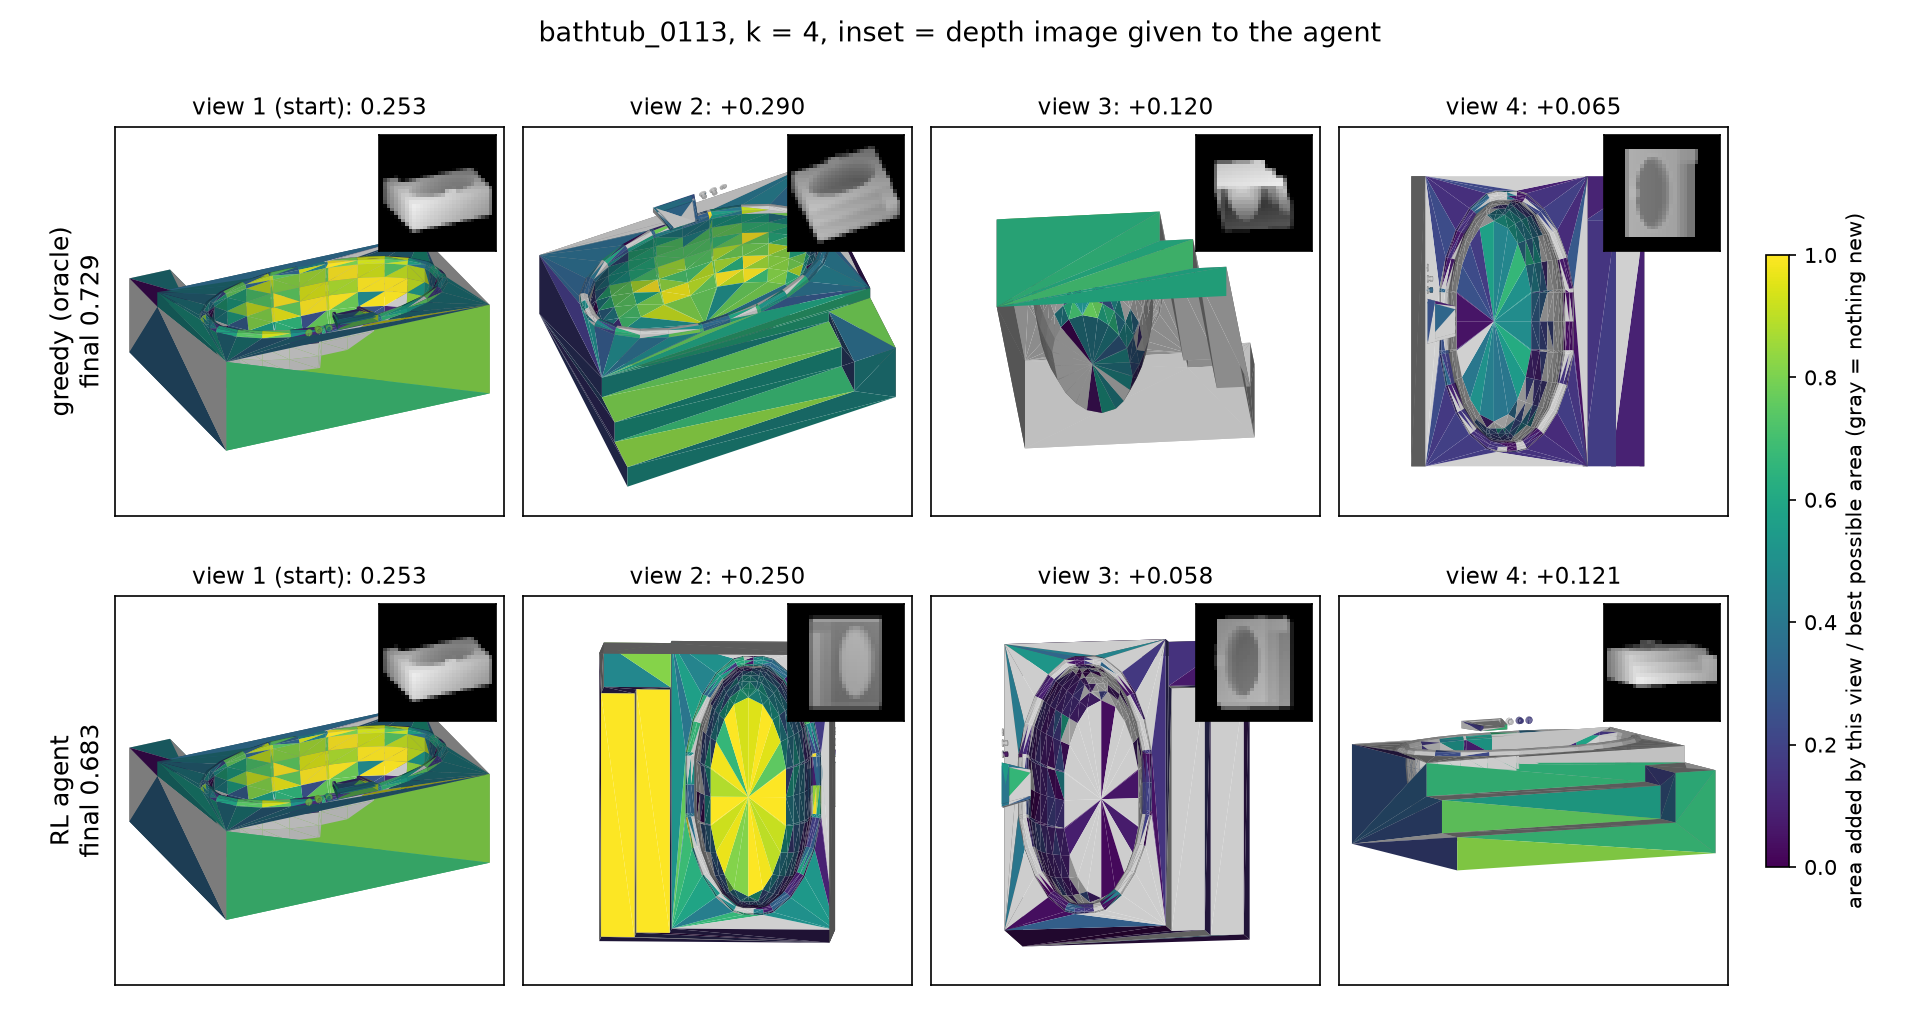 bathtub_0113, k = 4, inset = depth image given to the agent
view 1 (start): 0.253
view 2: +0.290
view 3: +0.120
view 4: +0.065
greedy (oracle)
final 0.729
view 1 (start): 0.253
view 2: +0.250
view 3: +0.058
view 4: +0.121
RL agent
final 0.683
1.0
0.8
0.6
0.4
0.2
0.0
area added by this view / best possible area (gray = nothing new)